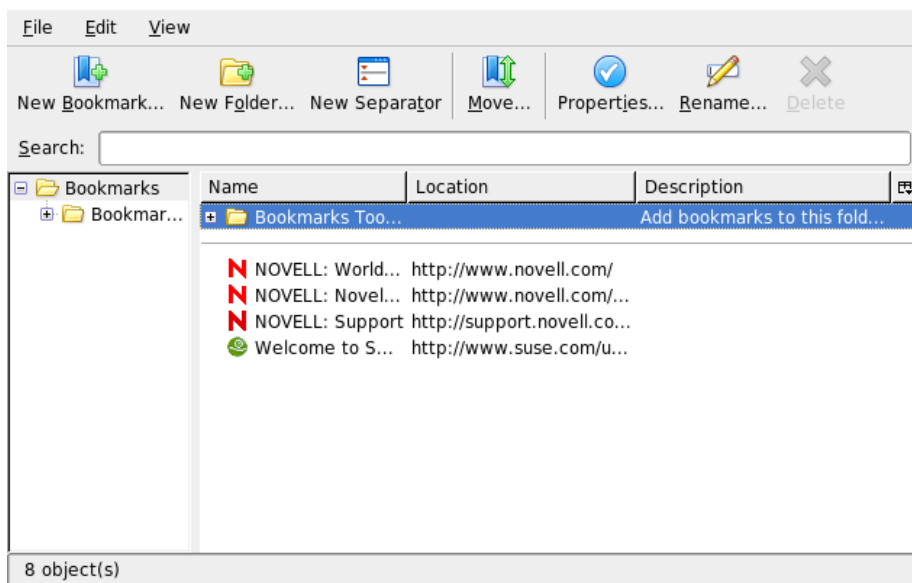 File Edit View
New Bookmark... New Folder... New Separator Move... Properties... Rename... Delete
Search:
Bookmarks Name Location Description
Bookmar... Bookmarks Too... Add bookmarks to this fold...
NOVELL: World... http://www.novell.com/
NOVELL: Novel... http://www.novell.com/...
NOVELL: Support http://support.novell.co...
Welcome to S... http://www.suse.com/u...
8 object(s)